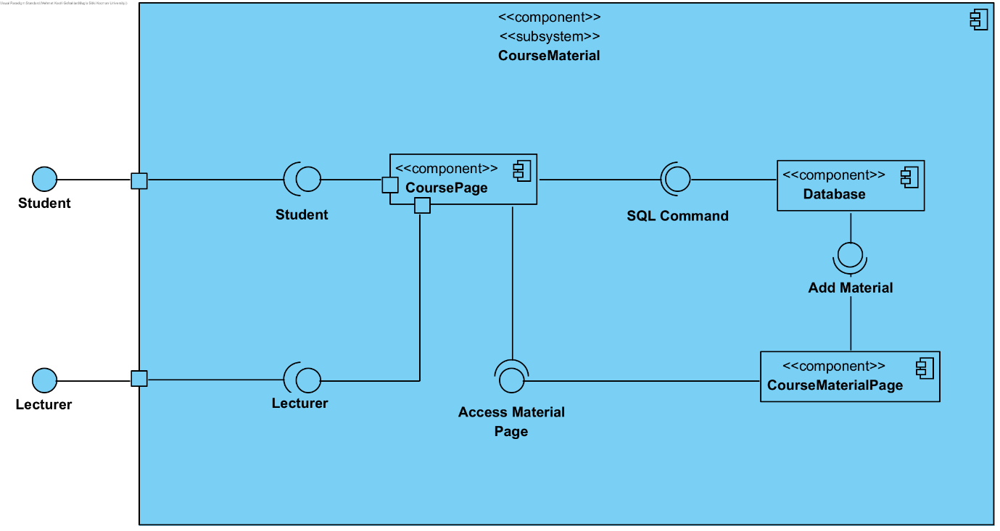 <<component>>
<<subsystem>>
CourseMaterial
<<component>>
CoursePage
<<component>>
Database
Student
Student
SQL Command
Add Material
<<component>>
CourseMaterialPage
Lecturer
Lecturer
Access Material
Page